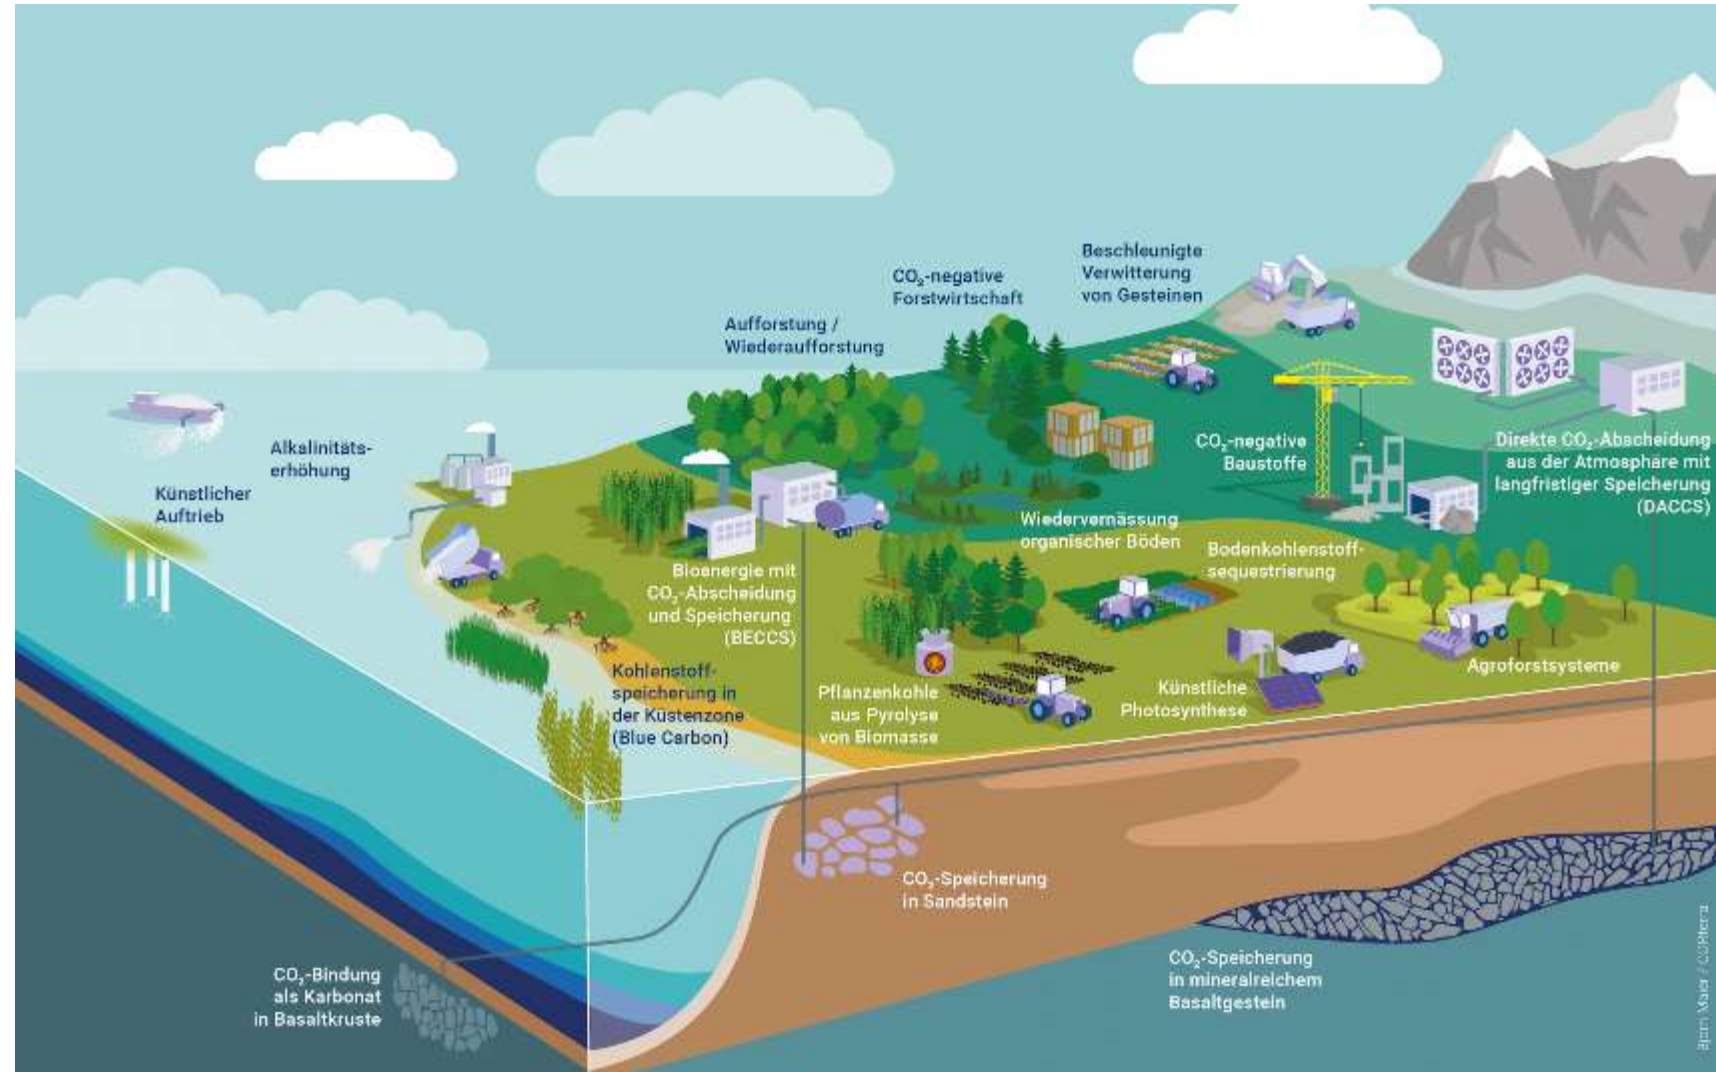 Beschleunigte
Verwitterung
von Gesteinen
CO₂-negative
Forstwirtschaft
Aufforstung /
Wiederaufforstung
Alkalinitäts-
erhöhung
Künstlicher
Auftrieb
CO₂-negative
Baustoffe
Direkte CO₂-Abscheidung
aus der Atmosphäre mit
langfristiger Speicherung
(DACCS)
Wiedervernässung
organischer Böden
Bodenkohlenstoff-
sequestrierung
Bioenergie mit
CO₂-Abscheidung
und Speicherung
(BECCS)
Kohlenstoff-
speicherung in
der Küstenzone
(Blue Carbon)
Pflanzenkohle
aus Pyrolyse
von Biomasse
Künstliche
Photosynthese
Agroforstsysteme
CO₂-Speicherung
in Sandstein
CO₂-Speicherung
in mineralreichem
Basaltgestein
CO₂-Bindung
als Karbonat
in Basaltkruste
Bjørn Maier / CDRterra